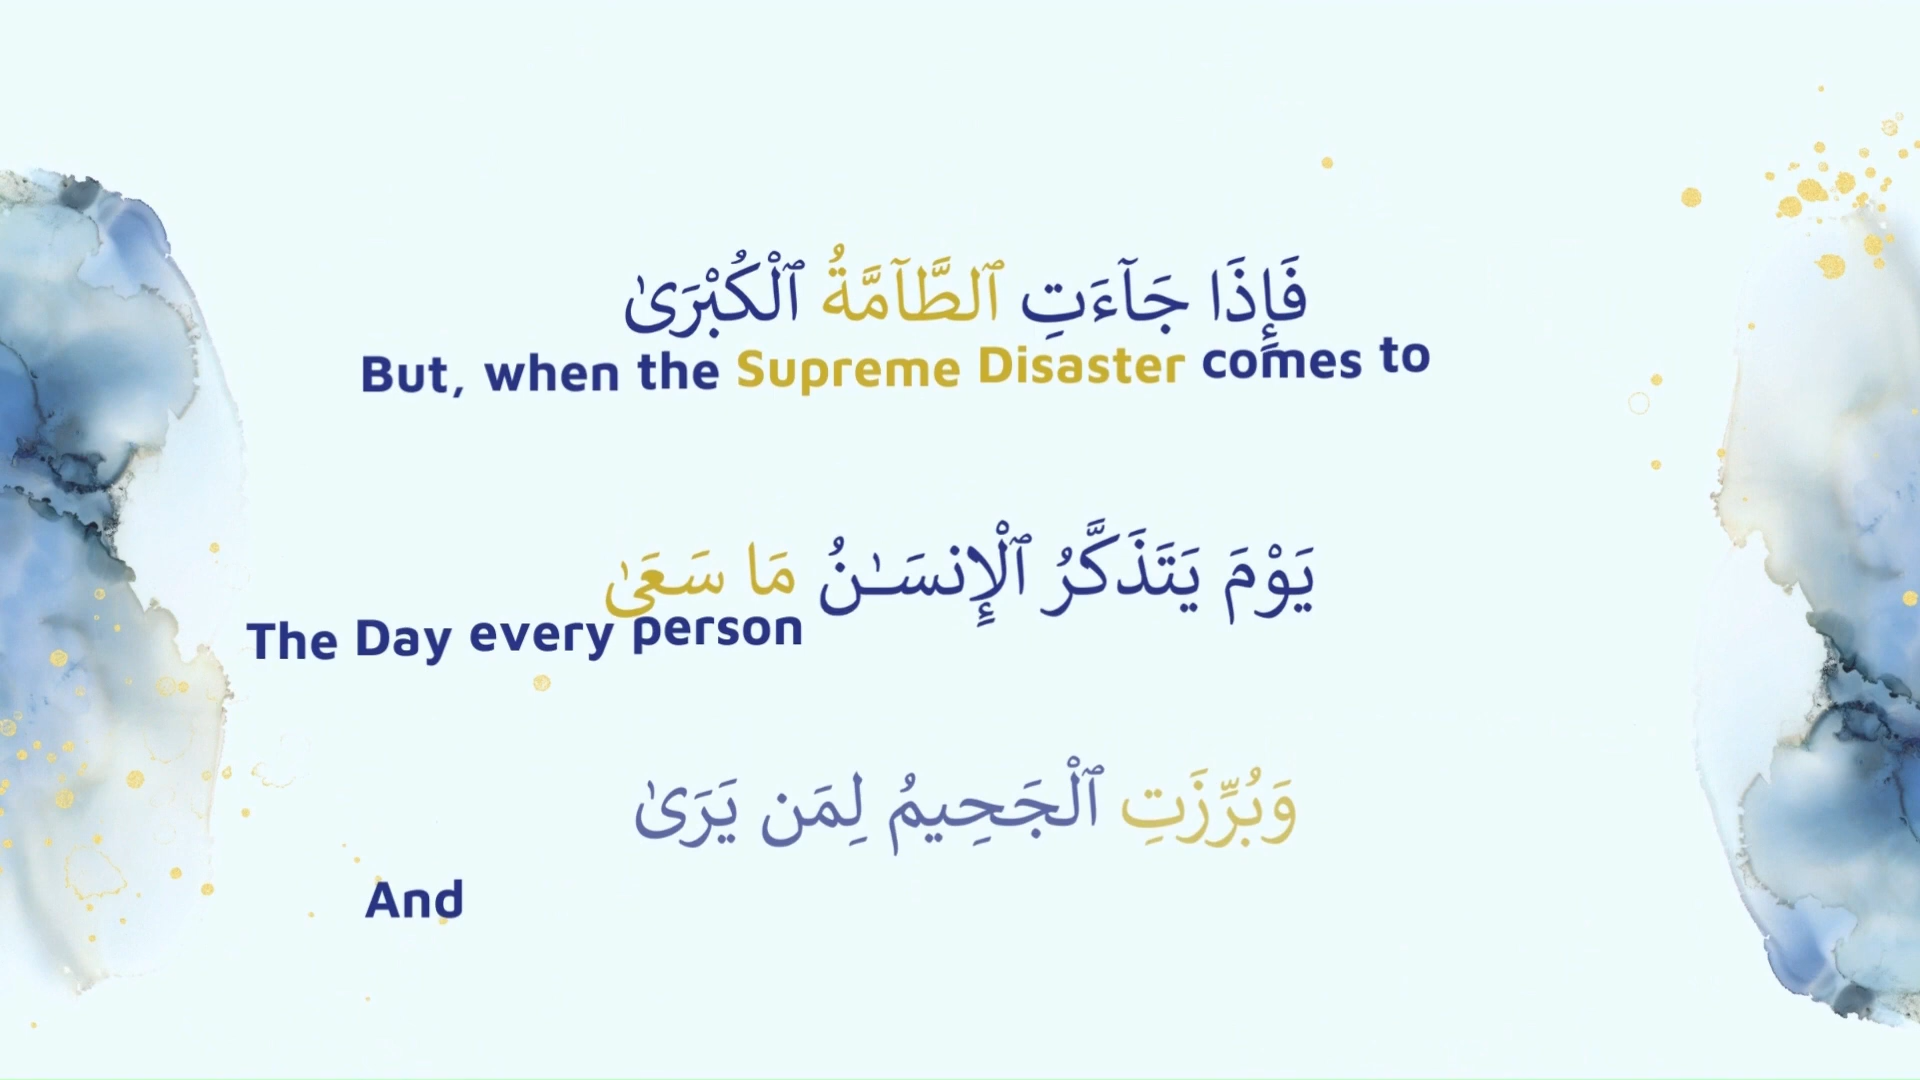 فَإِذَا جَآءَتِ ٱلطَّآمَّةُ ٱلْكُبْرَىٰ
But, when the Supreme Disaster comes to
يَوْمَ يَتَذَكَّرُ ٱلْإِنسَـٰنُ مَا سَعَىٰ
The Day every person
وَبُرِّزَتِ ٱلْجَحِيمُ لِمَن يَرَىٰ
And